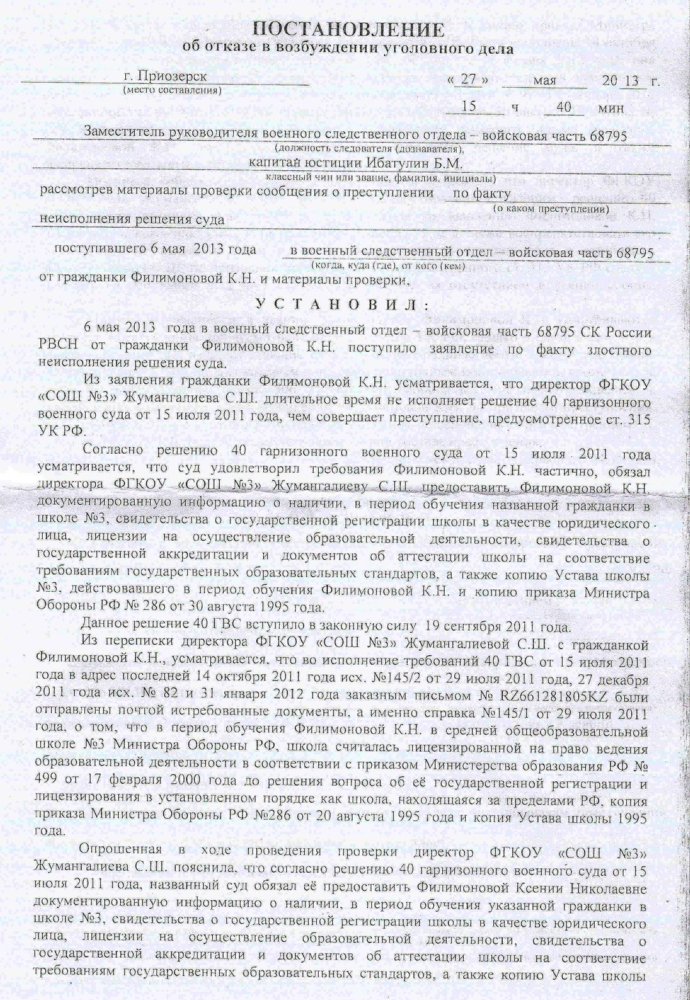 ПОСТАНОВЛЕНИЕ
об отказе в возбуждении уголовного дела
г. Приозерск « 27 » мая 20 13 г.
(место составления)
15 ч 40 мин
Заместитель руководителя военного следственного отдела – войсковая часть 68795
(должность следователя (дознавателя),
капитан юстиции Ибатулин Б.М.
классный чин или звание, фамилия, инициалы)
рассмотрев материалы проверки сообщения о преступлении по факту
(о каком преступлении)
неисполнения решения суда
поступившего 6 мая 2013 года в военный следственный отдел – войсковая часть 68795
(когда, куда (где), от кого (кем)
от гражданки Филимоновой К.Н. и материалы проверки,
У С Т А Н О В И Л :
6 мая 2013 года в военный следственный отдел – войсковая часть 68795 СК России
РВСН от гражданки Филимоновой К.Н. поступило заявление по факту злостного
неисполнения решения суда.
Из заявления гражданки Филимоновой К.Н. усматривается, что директор ФГКОУ
«СОШ №3» Жумангалиева С.Ш. длительное время не исполняет решение 40 гарнизонного
военного суда от 15 июля 2011 года, чем совершает преступление, предусмотренное ст. 315
УК РФ.
Согласно решению 40 гарнизонного военного суда от 15 июля 2011 года
усматривается, что суд удовлетворил требования Филимоновой К.Н. частично, обязал
директора ФГКОУ «СОШ №3» Жумангалиеву С.Ш. предоставить Филимоновой К.Н.
документированную информацию о наличии, в период обучения названной гражданки в
школе №3, свидетельства о государственной регистрации школы в качестве юридического
лица, лицензии на осуществление образовательной деятельности, свидетельства о
государственной аккредитации и документов об аттестации школы на соответствие
требованиям государственных образовательных стандартов, а также копию Устава школы
№3, действовавшего в период обучения Филимоновой К.Н. и копию приказа Министра
Обороны РФ № 286 от 30 августа 1995 года.
Данное решение 40 ГВС вступило в законную силу 19 сентября 2011 года.
Из переписки директора ФГКОУ «СОШ №3» Жумангалиевой С.Ш. с гражданкой
Филимоновой К.Н., усматривается, что во исполнение требований 40 ГВС от 15 июля 2011
года в адрес последней 14 октября 2011 года исх. №145/2 от 29 июля 2011 года, 27 декабря
2011 года исх. № 82 и 31 января 2012 года заказным письмом № RZ661281805KZ были
отправлены почтой истребованные документы, а именно справка №145/1 от 29 июля 2011
года, о том, что в период обучения Филимоновой К.Н. в средней общеобразовательной
школе №3 Министра Обороны РФ, школа считалась лицензированной на право ведения
образовательной деятельности в соответствии с приказом Министерства образования РФ №
499 от 17 февраля 2000 года до решения вопроса об её государственной регистрации и
лицензирования в установленном порядке как школа, находящаяся за пределами РФ, копия
приказа Министра Обороны РФ №286 от 20 августа 1995 года и копия Устава школы 1995
года.
Опрошенная в ходе проведения проверки директор ФГКОУ «СОШ №3»
Жумангалиева С.Ш. пояснила, что согласно решению 40 гарнизонного военного суда от 15
июля 2011 года, названный суд обязал её предоставить Филимоновой Ксении Николаевне
документированную информацию о наличии, в период обучения указанной гражданки в
школе №3, свидетельства о государственной регистрации школы в качестве юридического
лица, лицензии на осуществление образовательной деятельности, свидетельства о
государственной аккредитации и документов об аттестации школы на соответствие
требованиям государственных образовательных стандартов, а также копию Устава школы